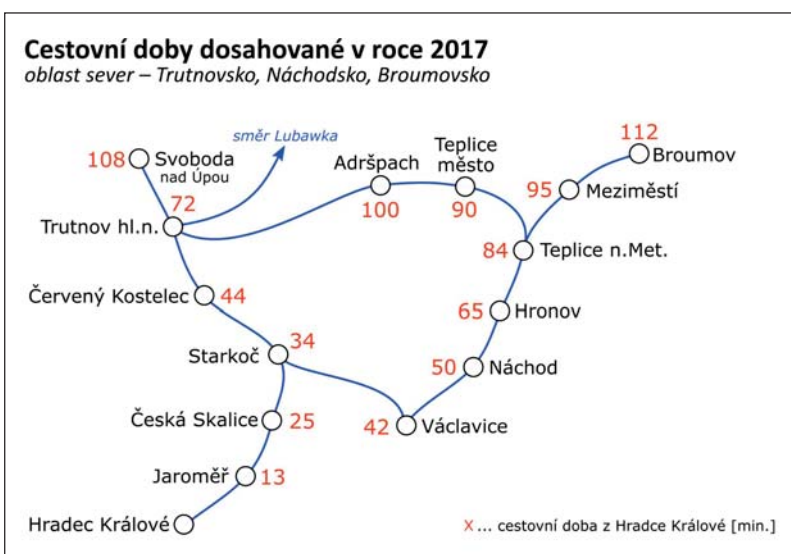 Cestovní doby dosahované v roce 2017
oblast sever – Trutnovsko, Náchodsko, Broumovsko
směr Lubawka
108
Svoboda
nad Úpou
72
Trutnov hl.n.
Adršpach
100
Teplice
město
90
112
Broumov
95
Meziměstí
84
Teplice n.Met.
Červený Kostelec
44
65
Hronov
34
Starkoč
50
Náchod
Česká Skalice
25
42
Václavice
Jaroměř
13
Hradec Králové
X ... cestovní doba z Hradce Králové [min.]